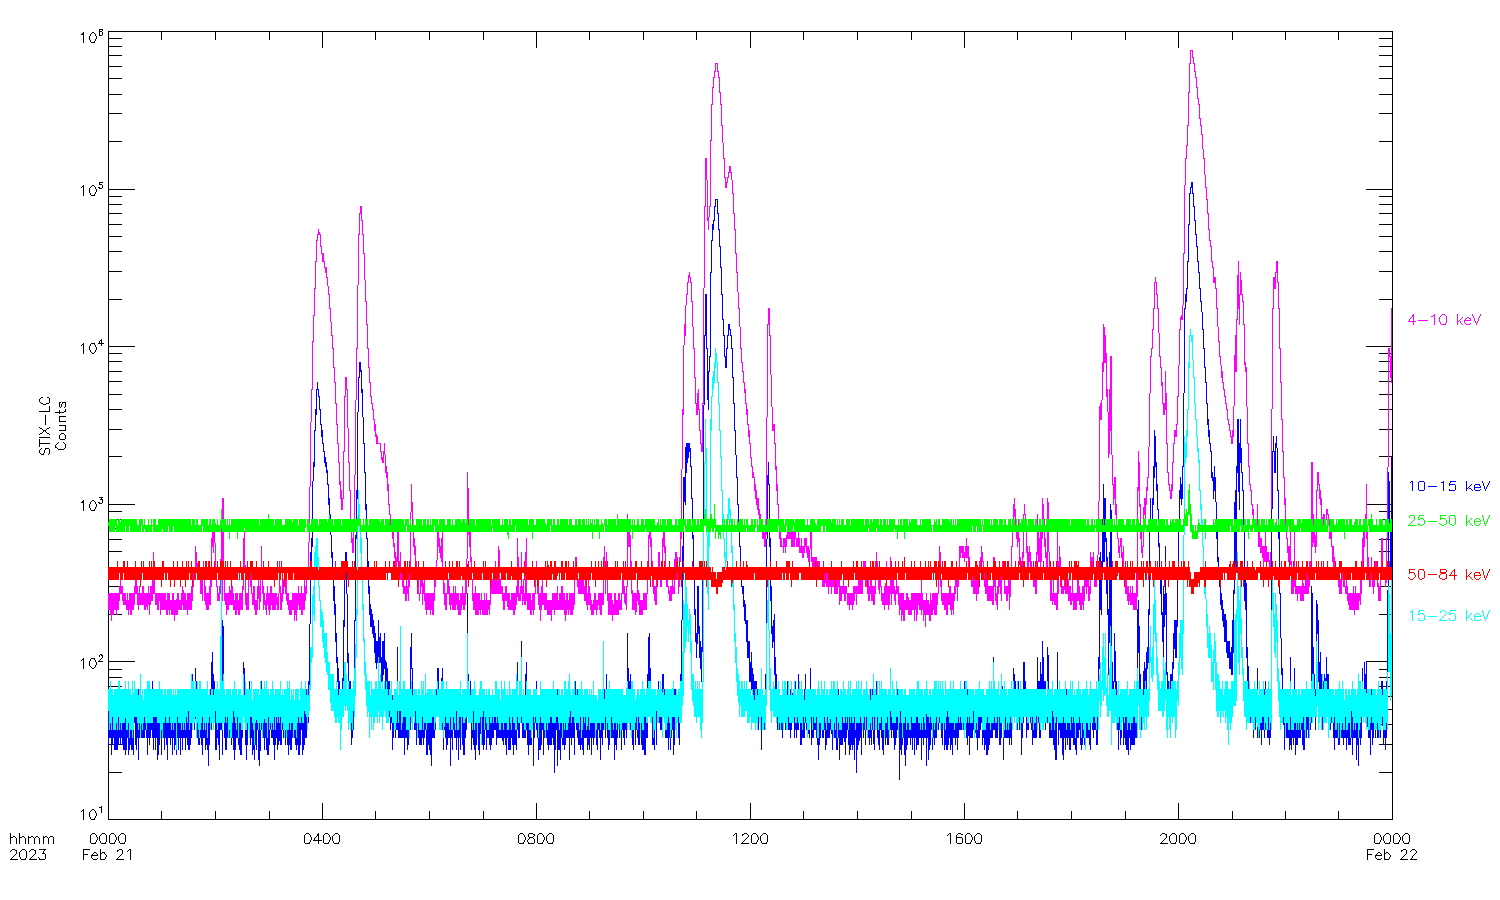 10⁶
10⁵
10⁴
10³
10²
10¹
STIX-LC
Counts
4-10 keV
10-15 keV
25-50 keV
50-84 keV
15-25 keV
hhmm 0000 0400 0800 1200 1600 2000 0000
2023 Feb 21 Feb 22